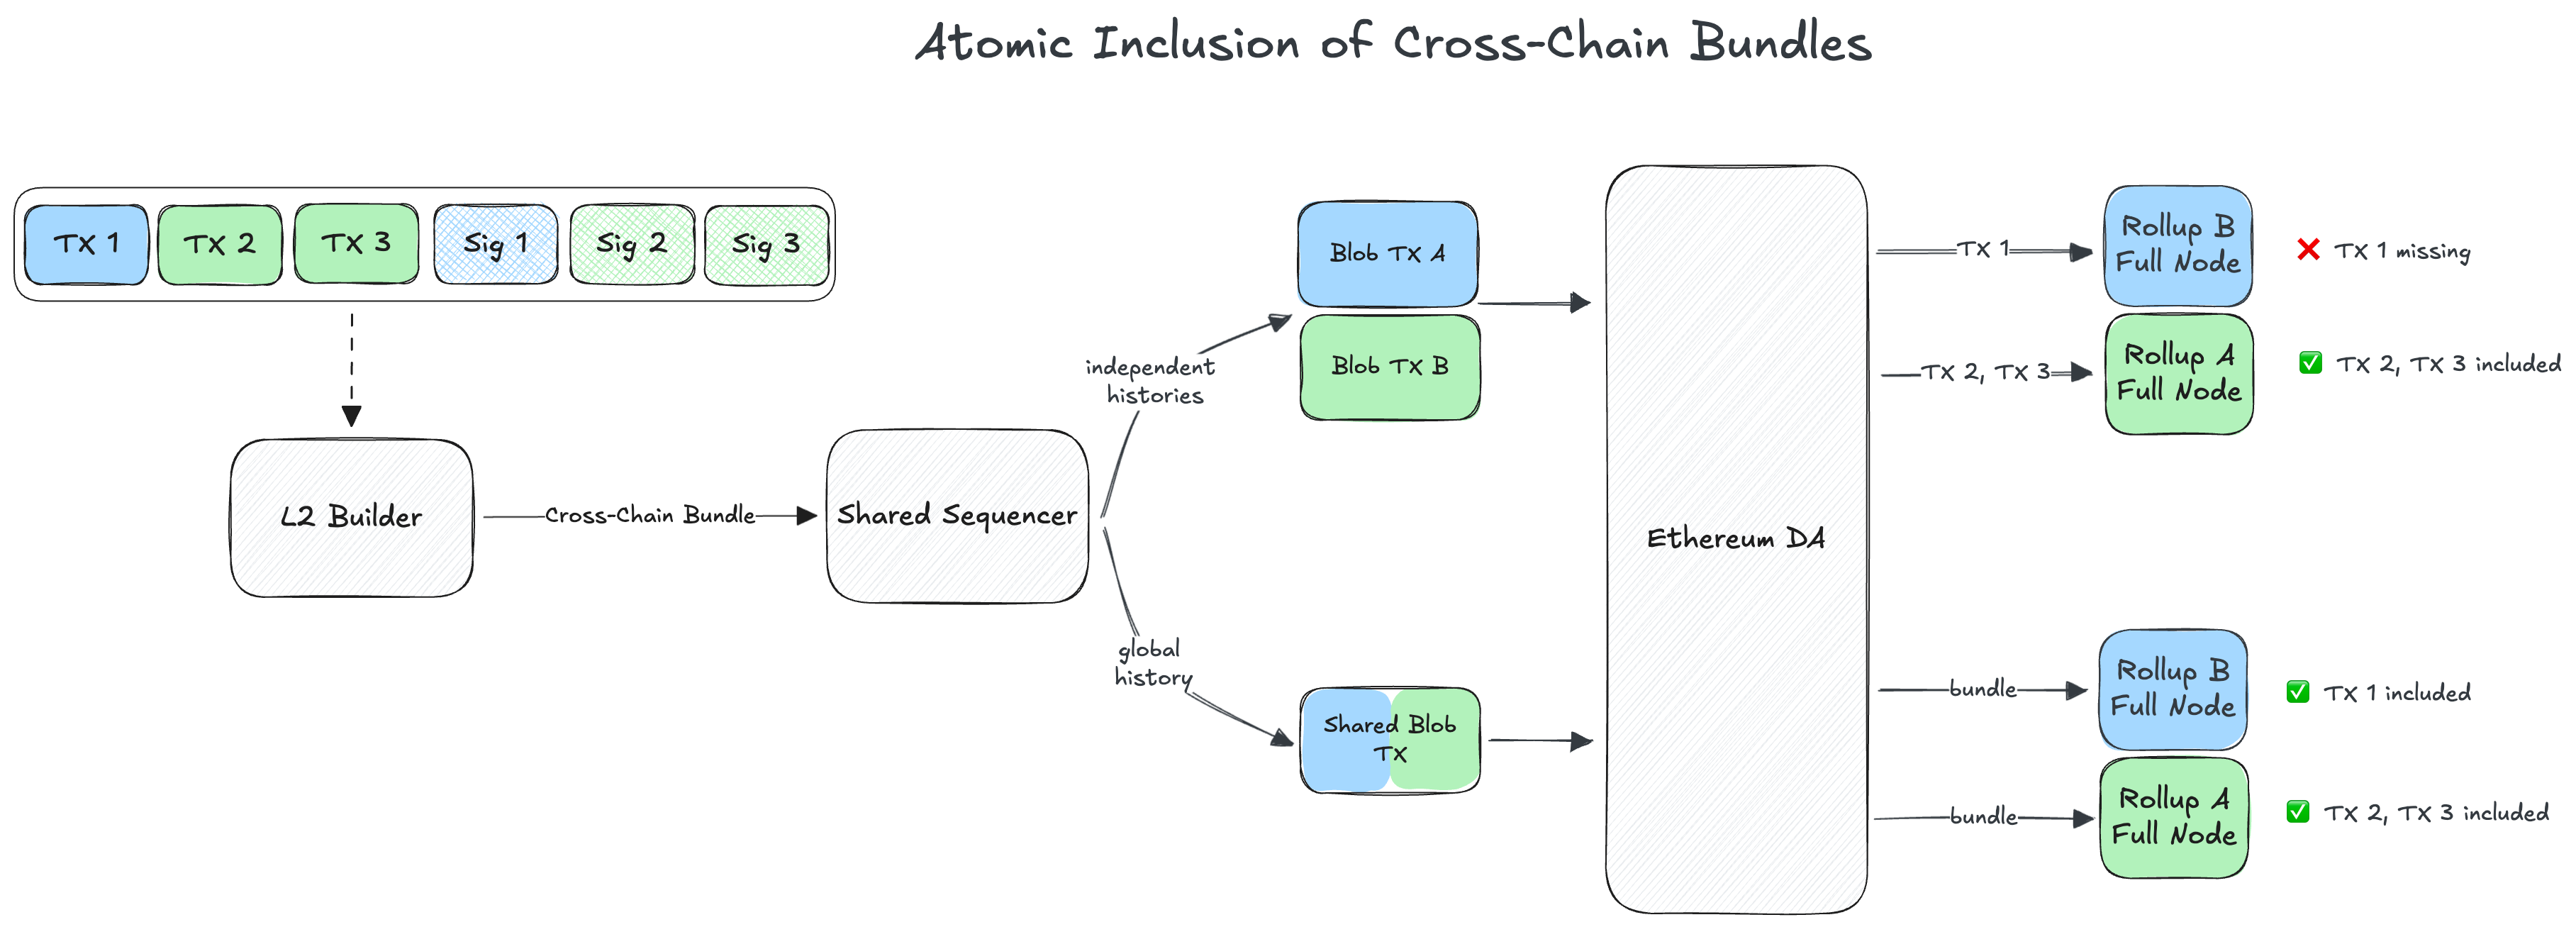 Atomic Inclusion of Cross-Chain Bundles
TX 1
TX 2
TX 3
Sig 1
Sig 2
Sig 3
L2 Builder
Cross-Chain Bundle
Shared Sequencer
independent
histories
global
history
Blob TX A
Blob TX B
Shared Blob
TX
Ethereum DA
TX 1
Rollup B
Full Node
TX 1 missing
TX 2, TX 3
Rollup A
Full Node
TX 2, TX 3 included
bundle
Rollup B
Full Node
TX 1 included
bundle
Rollup A
Full Node
TX 2, TX 3 included